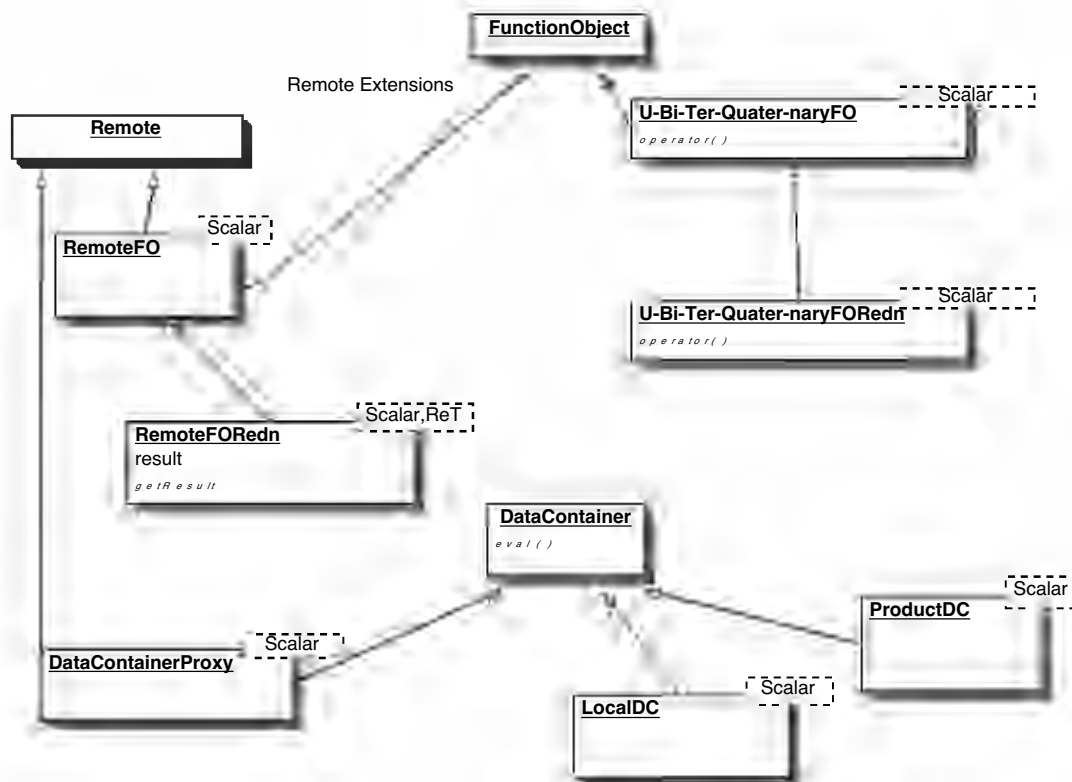 FunctionObject
Remote Extensions
Scalar
U-Bi-Ter-Quater-naryFO
operator()
Remote
Scalar
RemoteFO
Scalar
U-Bi-Ter-Quater-naryFORedn
operator()
Scalar,ReT
RemoteFORedn
result
getResult
DataContainer
eval()
Scalar
ProductDC
Scalar
DataContainerProxy
Scalar
LocalDC